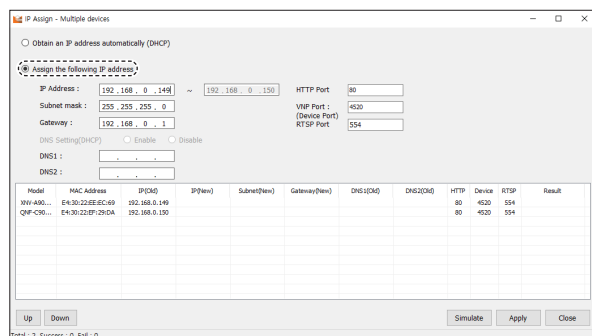 IP Assign - Multiple devices
Obtain an IP address automatically (DHCP)
Assign the following IP address
IP Address : 192 . 168 . 0 . 149 ~ 192 . 168 . 0 . 150 HTTP Port 80
Subnet mask : 255 . 255 . 255 . 0 VNP Port : 4520
(Device Port)
Gateway : 192 . 168 . 0 . 1 RTSP Port 554
DNS Setting(DHCP) Enable Disable
DNS1 : . . .
DNS2 : . . .
Model MAC Address IP(Old) IP(New) Subnet(New) Gateway(New) DNS1(Old) DNS2(Old) HTTP Device RTSP Result
XNV-A90... E4:30:22:EE:EC:69 192.168.0.149 80 4520 554
QNF-C90... E4:30:22:EF:29:DA 192.168.0.150 80 4520 554
Up Down Simulate Apply Close
Total : 2, Success : 0, Fail : 0